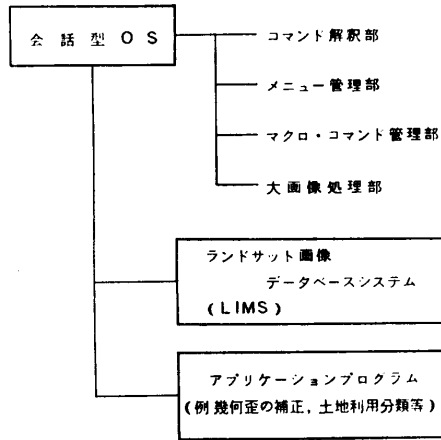 会話型OS
コマンド解釈部
メニュー管理部
マクロ・コマンド管理部
大画像処理部
ランドサット画像
データベースシステム
(LIMS)
アプリケーションプログラム
(例 幾何歪の補正, 土地利用分類等)